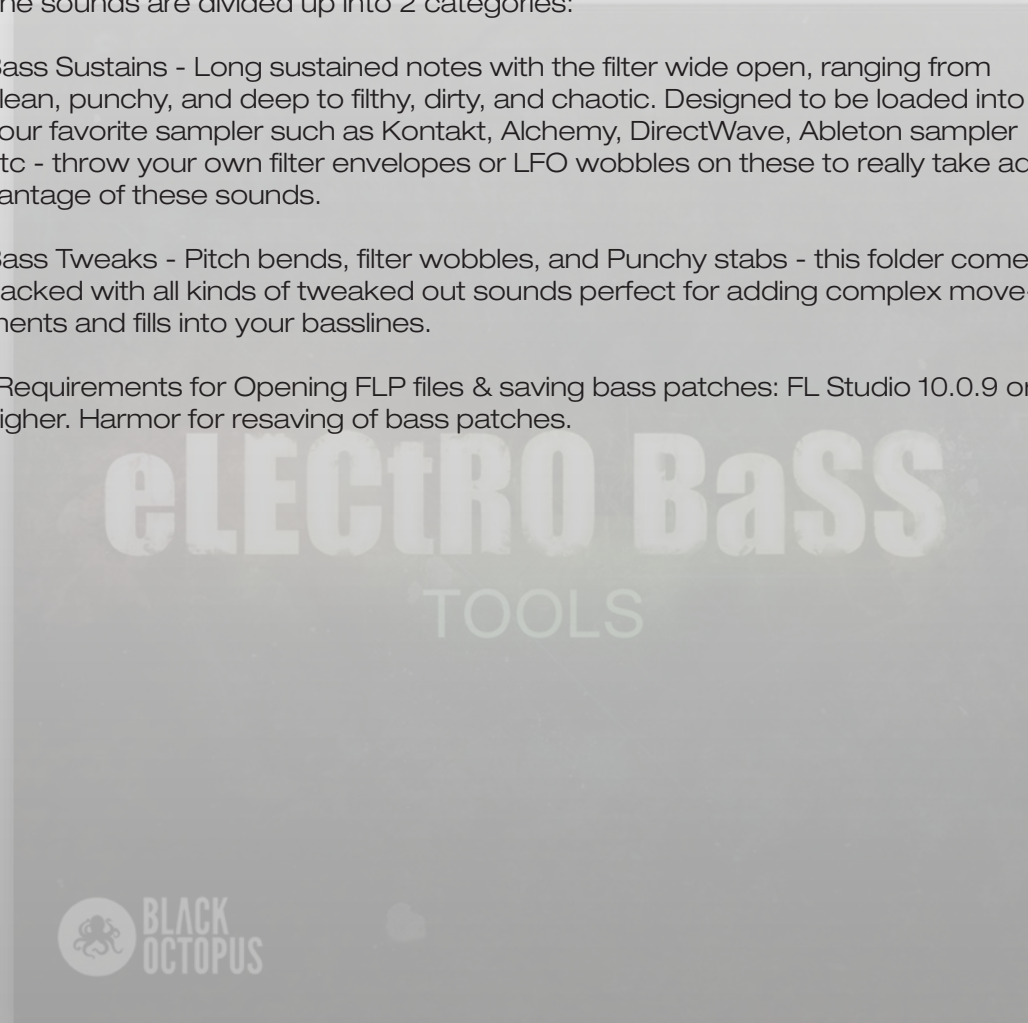 he sounds are divided up into 2 categories:
ass Sustains - Long sustained notes with the filter wide open, ranging from
lean, punchy, and deep to filthy, dirty, and chaotic. Designed to be loaded into
our favorite sampler such as Kontakt, Alchemy, DirectWave, Ableton sampler
tc - throw your own filter envelopes or LFO wobbles on these to really take ad
antage of these sounds.
ass Tweaks - Pitch bends, filter wobbles, and Punchy stabs - this folder come
acked with all kinds of tweaked out sounds perfect for adding complex move-
ents and fills into your basslines.
Requirements for Opening FLP files & saving bass patches: FL Studio 10.0.9 or
igher. Harmor for resaving of bass patches.
eLECtRO BaSS
TOOLS
BLACK
OCTOPUS